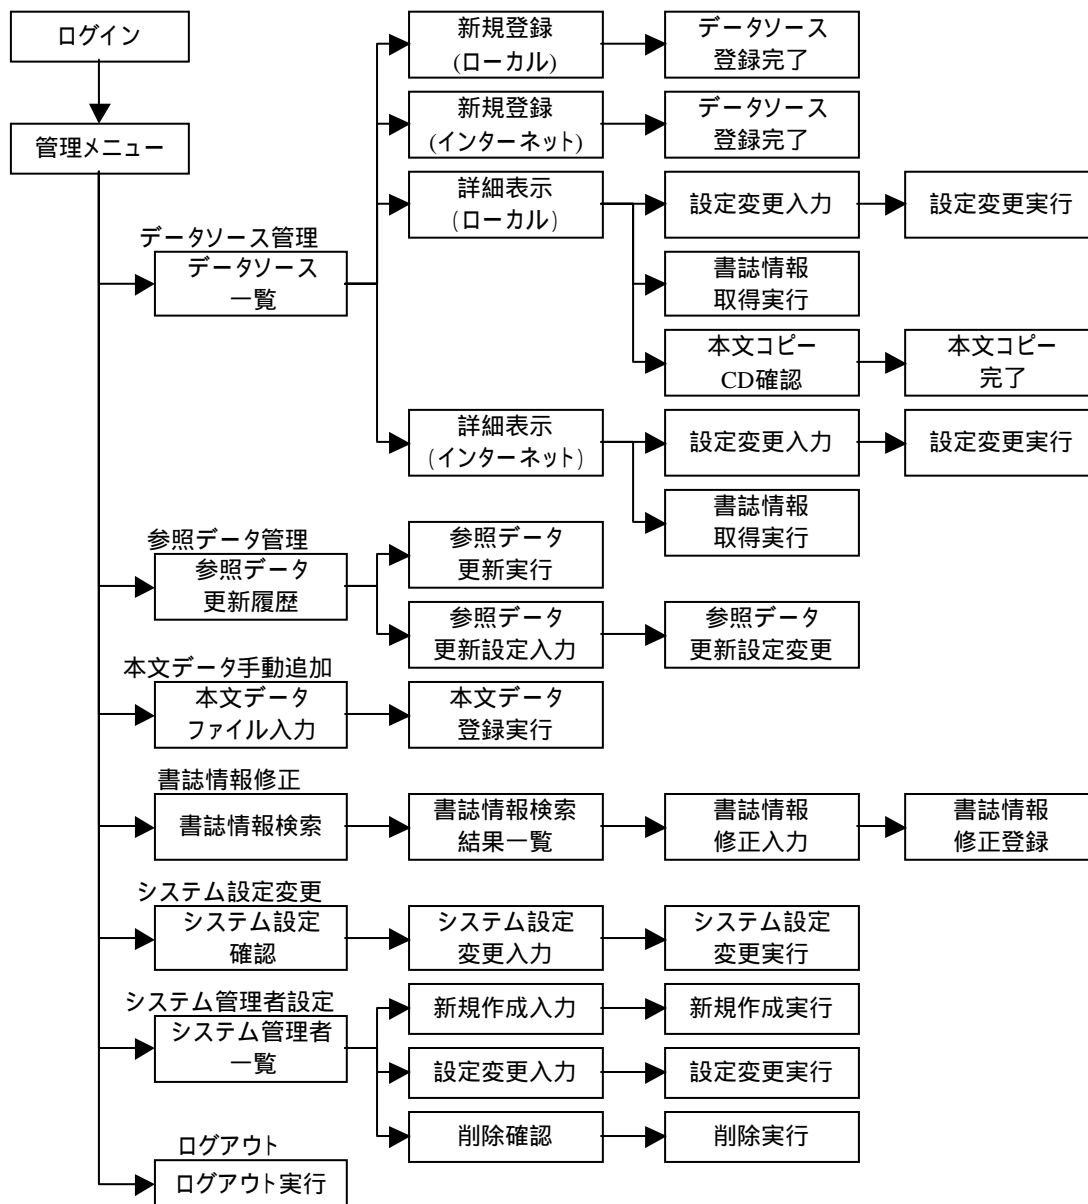 ログイン
管理メニュー
データソース管理
データソース
一覧
新規登録
(ローカル)
データソース
登録完了
新規登録
(インターネット)
データソース
登録完了
詳細表示
(ローカル)
設定変更入力
設定変更実行
書誌情報
取得実行
本文コピー
CD確認
本文コピー
完了
詳細表示
(インターネット)
設定変更入力
設定変更実行
書誌情報
取得実行
参照データ管理
参照データ
更新履歴
参照データ
更新実行
参照データ
更新設定入力
参照データ
更新設定変更
本文データ手動追加
本文データ
ファイル入力
本文データ
登録実行
書誌情報修正
書誌情報検索
書誌情報検索
結果一覧
書誌情報
修正入力
書誌情報
修正登録
システム設定変更
システム設定
確認
システム設定
変更入力
システム設定
変更実行
システム管理者設定
システム管理者
一覧
新規作成入力
新規作成実行
設定変更入力
設定変更実行
削除確認
削除実行
ログアウト
ログアウト実行